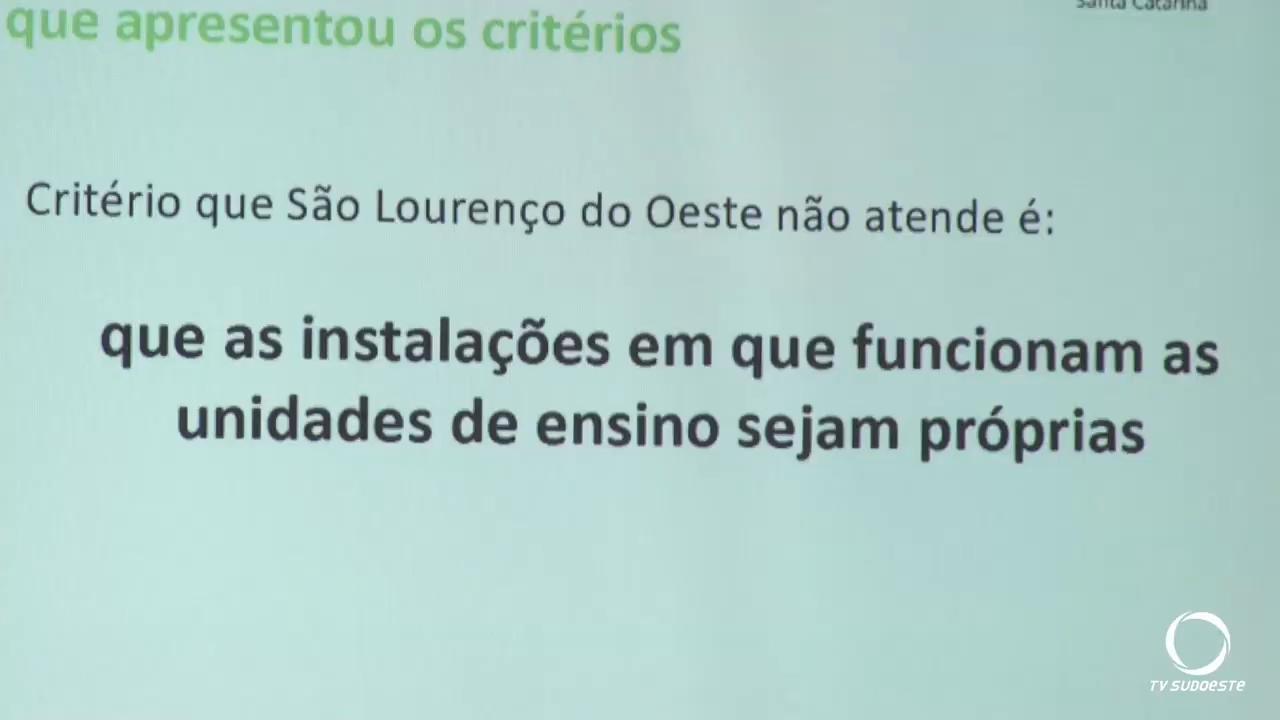 Santa Catarina
que apresentou os critérios
Critério que São Lourenço do Oeste não atende é:
que as instalações em que funcionam as
unidades de ensino sejam próprias
TV SUDOESTE